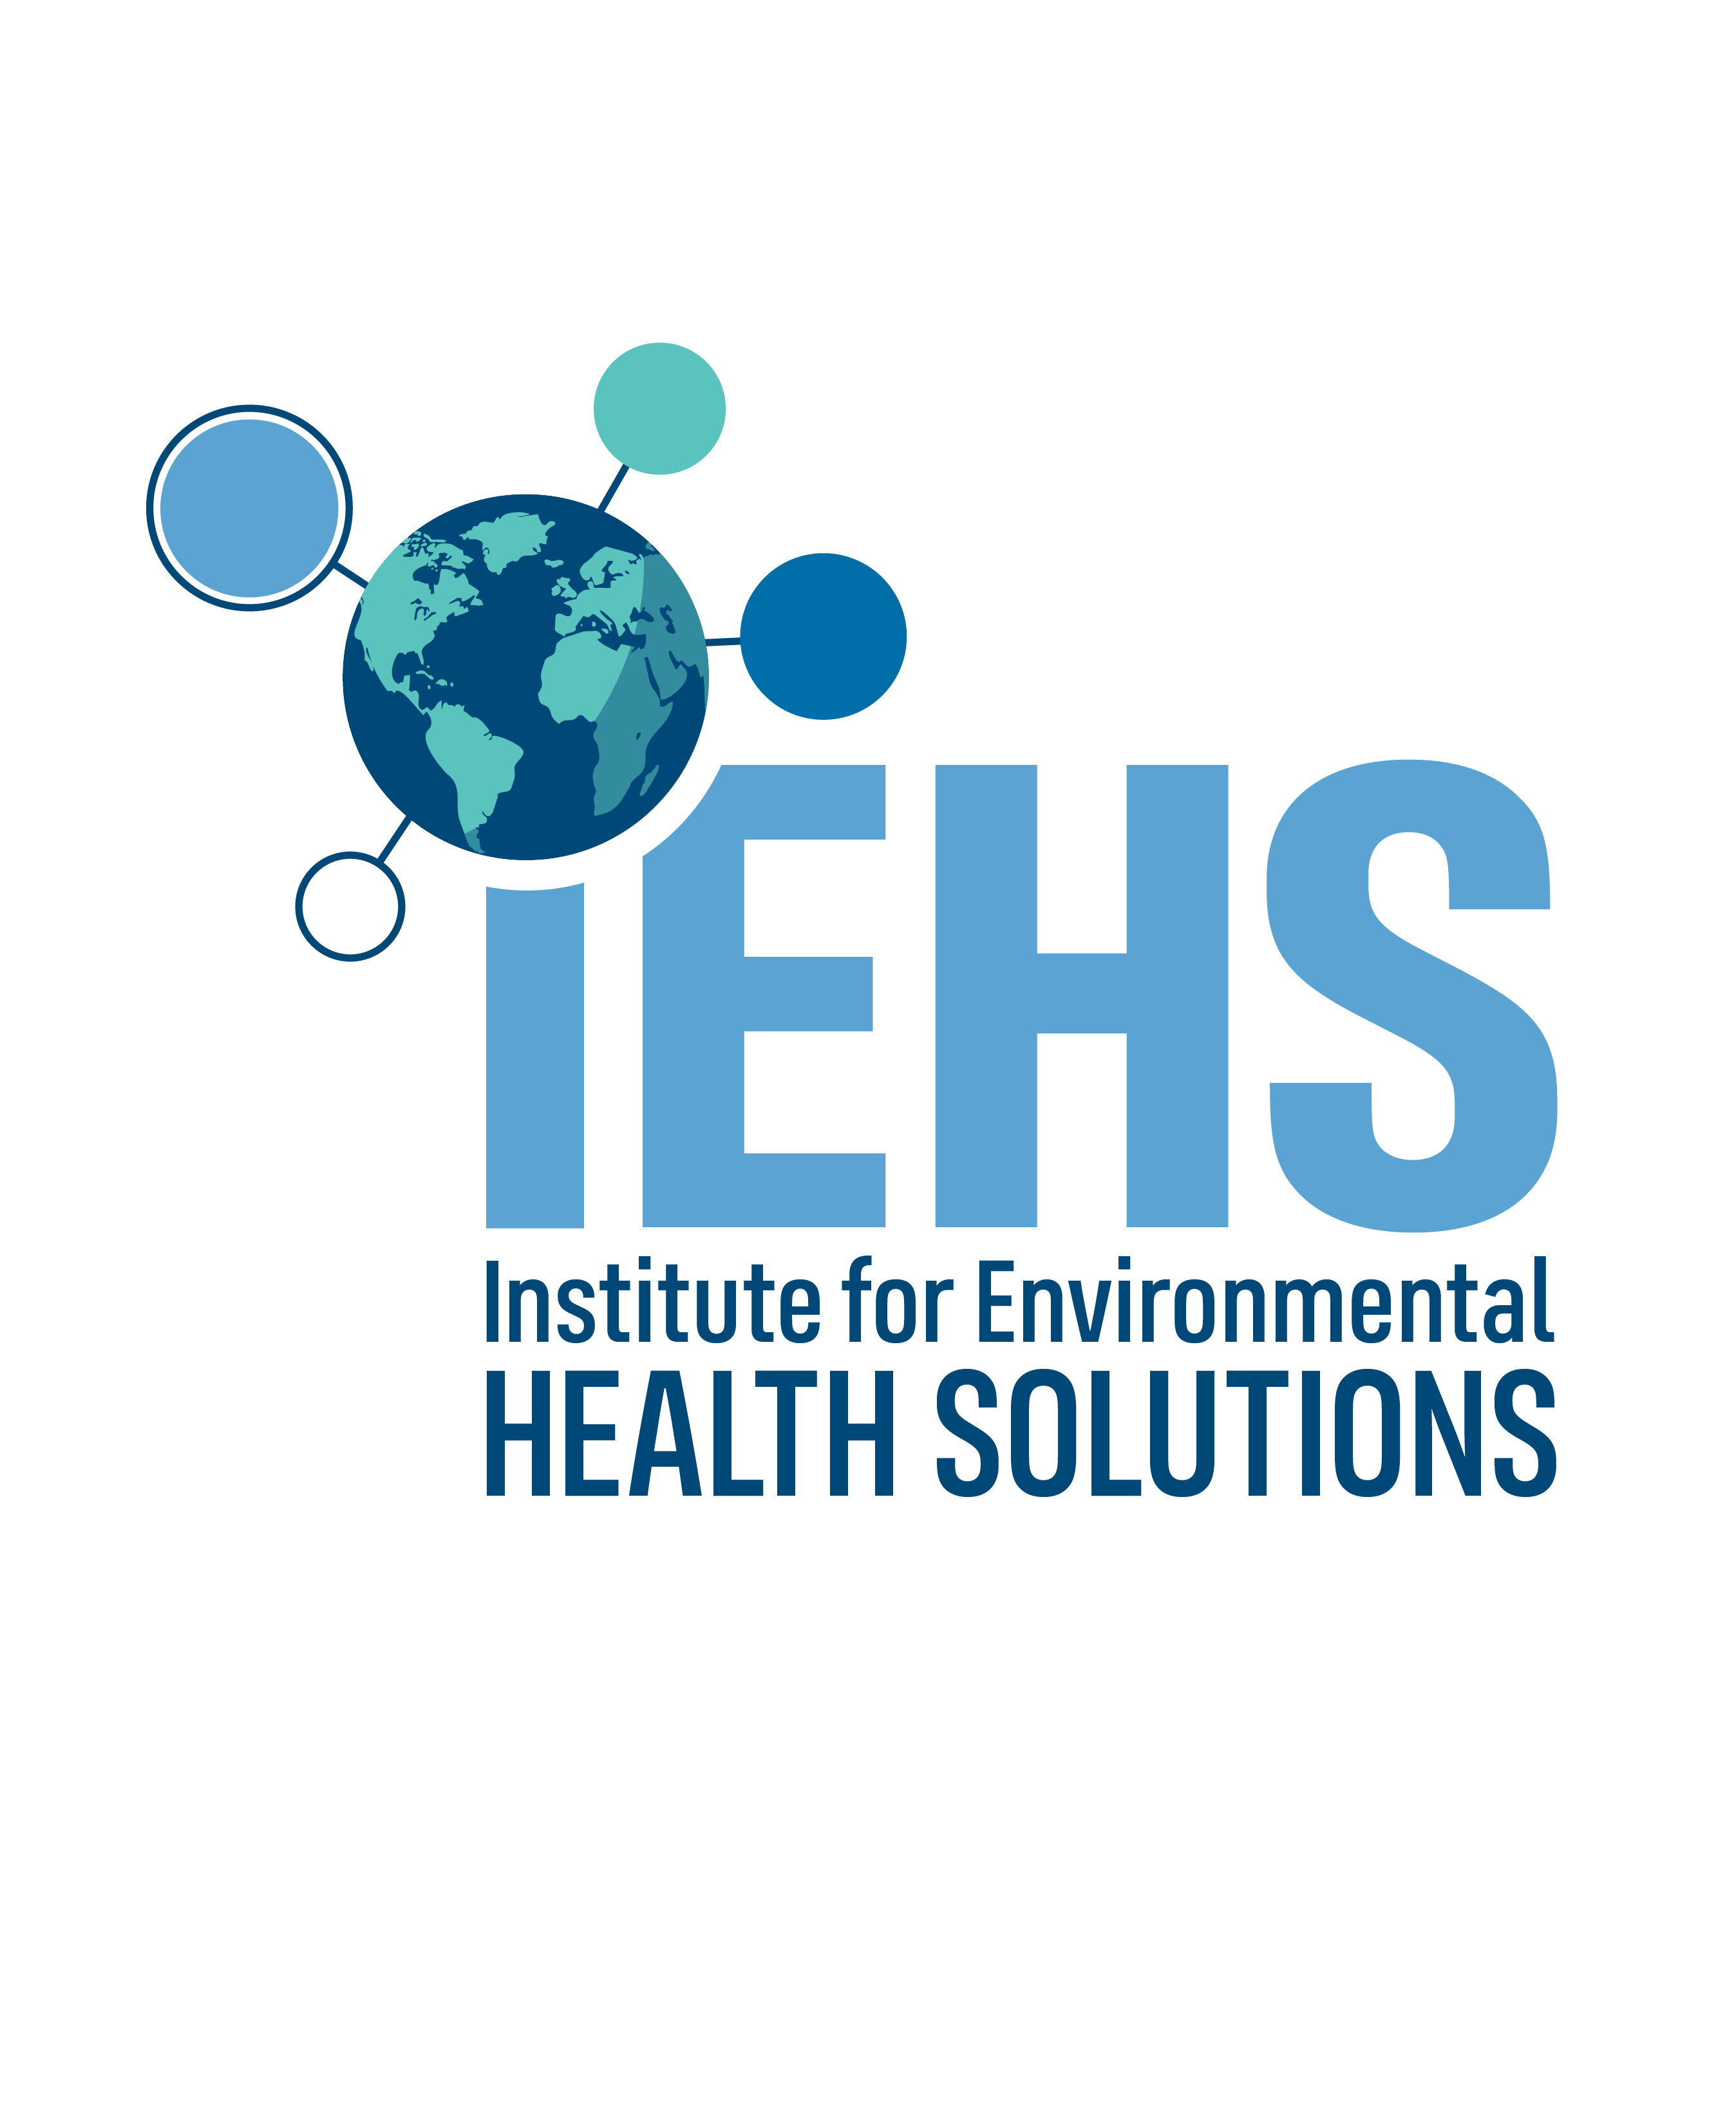 iEHS
Institute for Environmental
HEALTH SOLUTIONS